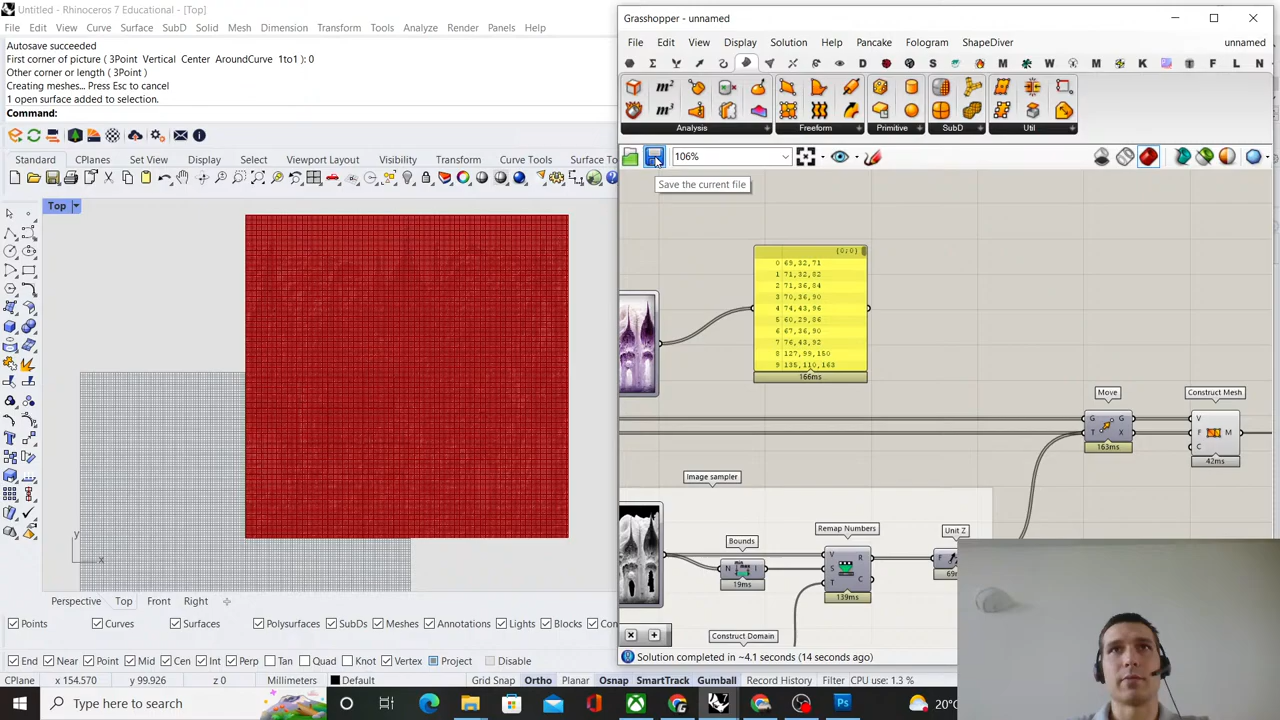 Untitled - Rhinoceros 7 Educational - [Top]
File Edit View Curve Surface SubD Solid Mesh Dimension Transform Tools Analyze Render Panels Help
Autosave succeeded
First corner of picture ( 3Point Vertical Center AroundCurve 1to1 ): 0
Other corner or length ( 3Point )
Creating meshes... Press Esc to cancel
1 open surface added to selection.
Command:
Standard CPlanes Set View Display Select Viewport Layout Visibility Transform Curve Tools Surface To
Top
y
x
Perspective Top Front Right
Points Curves Surfaces Polysurfaces SubDs Meshes Annotations Lights Blocks Con
End Near Point Mid Cen Int Perp Tan Quad Knot Vertex Project Disable
CPlane x 154.570 y 99.926 z 0 Millimeters Default Grid Snap Ortho Planar Osnap SmartTrack Gumball Record History Filter CPU use: 1.3 %
Grasshopper - unnamed
File Edit View Display Solution Help Pancake Fologram ShapeDiver unnamed
Analysis Freeform Primitive SubD Util
106%
Save the current file
{0;0}
0 69,32,71
1 71,32,82
2 71,36,84
3 70,36,90
4 74,43,96
5 60,29,86
6 67,36,90
7 76,43,92
8 127,99,150
9 135,110,163
166ms
Move
G G
T X
163ms
Construct Mesh
V
F M
C
42ms
Image sampler
Bounds
N I
19ms
Remap Numbers
V R
S
T C
139ms
Unit Z
F
Construct Domain
Solution completed in ~4.1 seconds (14 seconds ago)
Type here to search
20°C